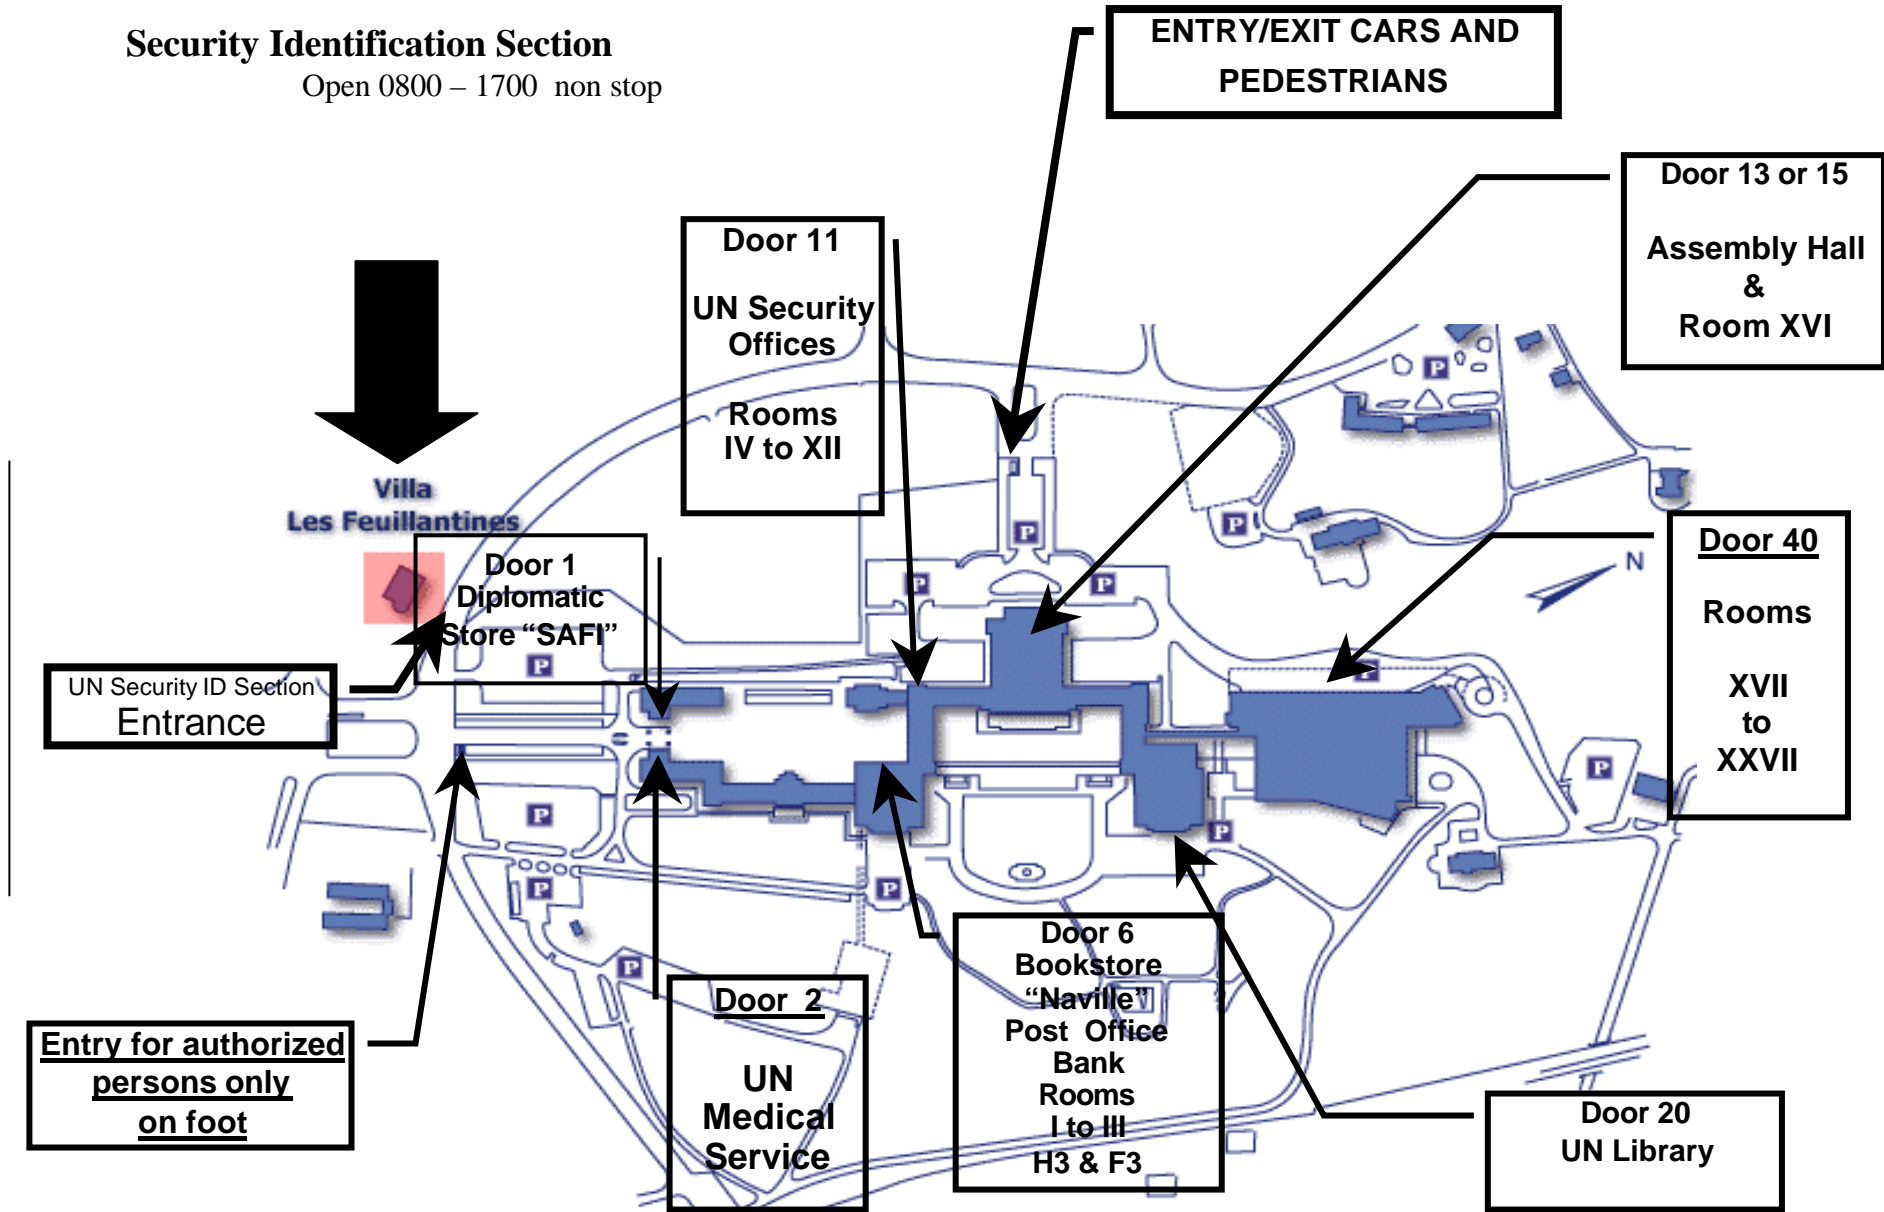 Security Identification Section
Open 0800 – 1700 non stop
ENTRY/EXIT CARS AND
PEDESTRIANS
Door 13 or 15
Assembly Hall
&
Room XVI
Door 11
UN Security
Offices
Rooms
IV to XII
Villa
Les Feuillantines
Door 1
Diplomatic
Store “SAFI”
UN Security ID Section
Entrance
Door 40
Rooms
XVII
to
XXVII
N
P
P
P
P
P
P
P
P
P
P
P
P
P
Entry for authorized
persons only
on foot
Door 2
UN
Medical
Service
Door 6
Bookstore
“Naville”
Post Office
Bank
Rooms
I to III
H3 & F3
Door 20
UN Library